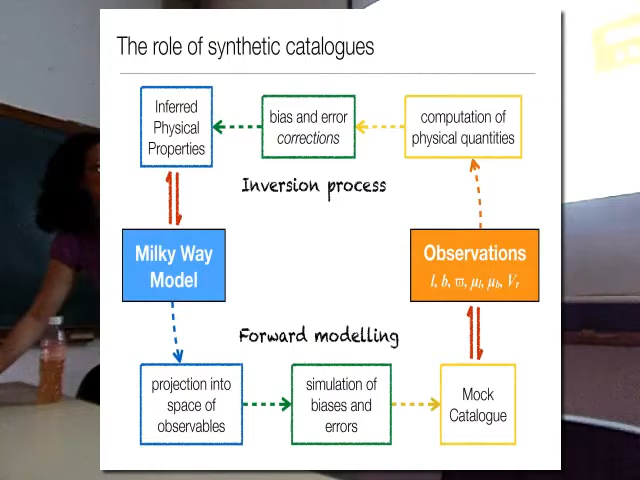 The role of synthetic catalogues
Inferred
Physical
Properties
bias and error
corrections
computation of
physical quantities
Inversion process
Milky Way
Model
Observations
l, b, ϖ, μl, μb, Vr
Forward modelling
projection into
space of
observables
simulation of
biases and
errors
Mock
Catalogue